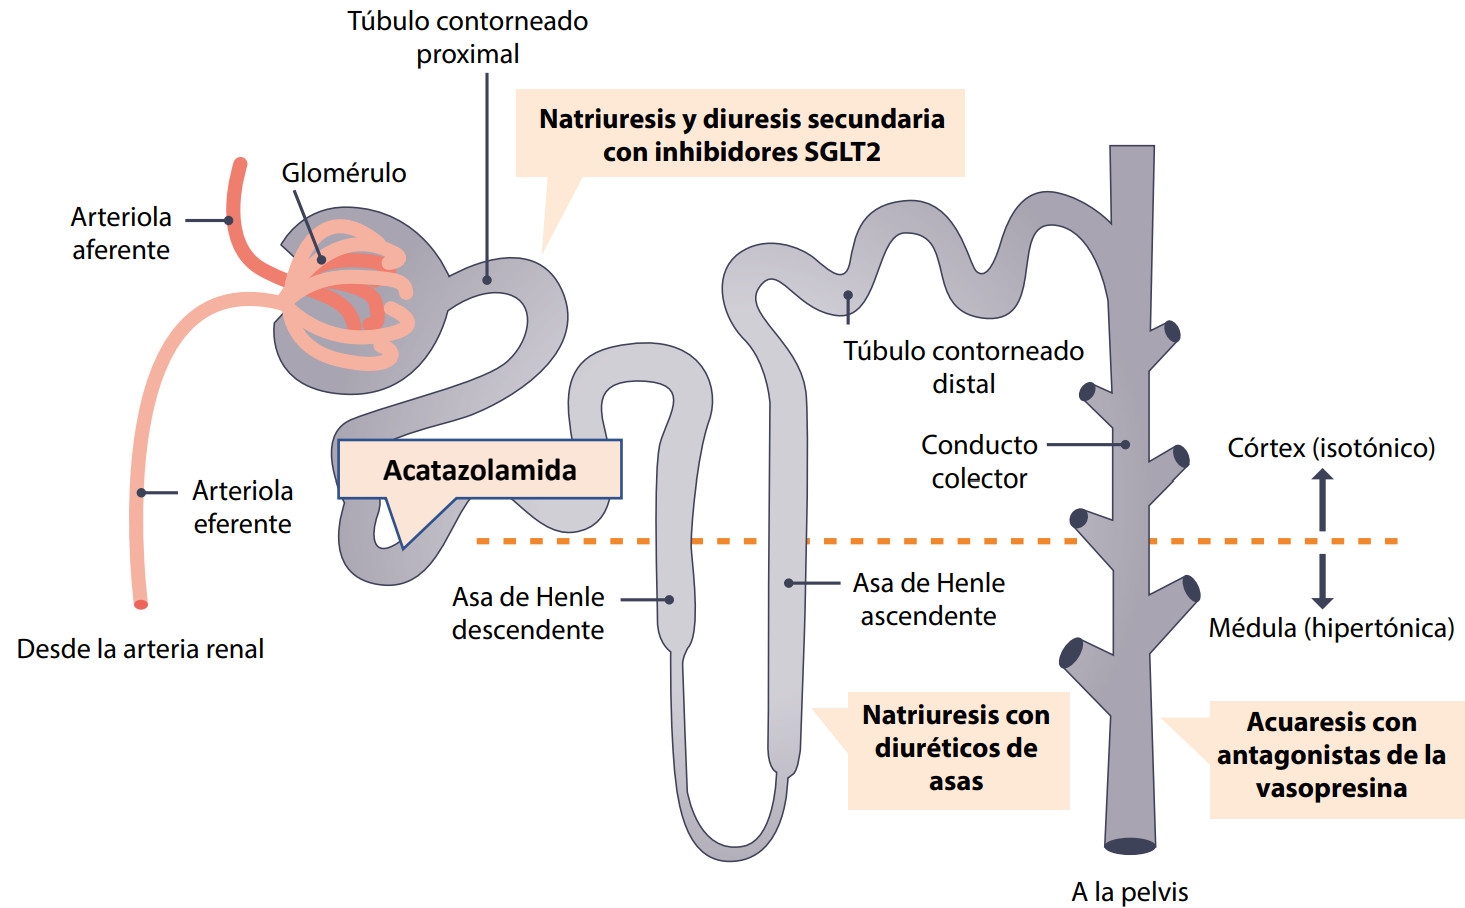 Túbulo contorneado
proximal
Natriuresis y diuresis secundaria
con inhibidores SGLT2
Glomérulo
Arteriola
aferente
Túbulo contorneado
distal
Conducto
colector
Córtex (isotónico)
Acatazolamida
Arteriola
eferente
Asa de Henle
descendente
Asa de Henle
ascendente
Médula (hipertónica)
Desde la arteria renal
Natriuresis con
diuréticos de
asas
Acuaresis con
antagonistas de la
vasopresina
A la pelvis